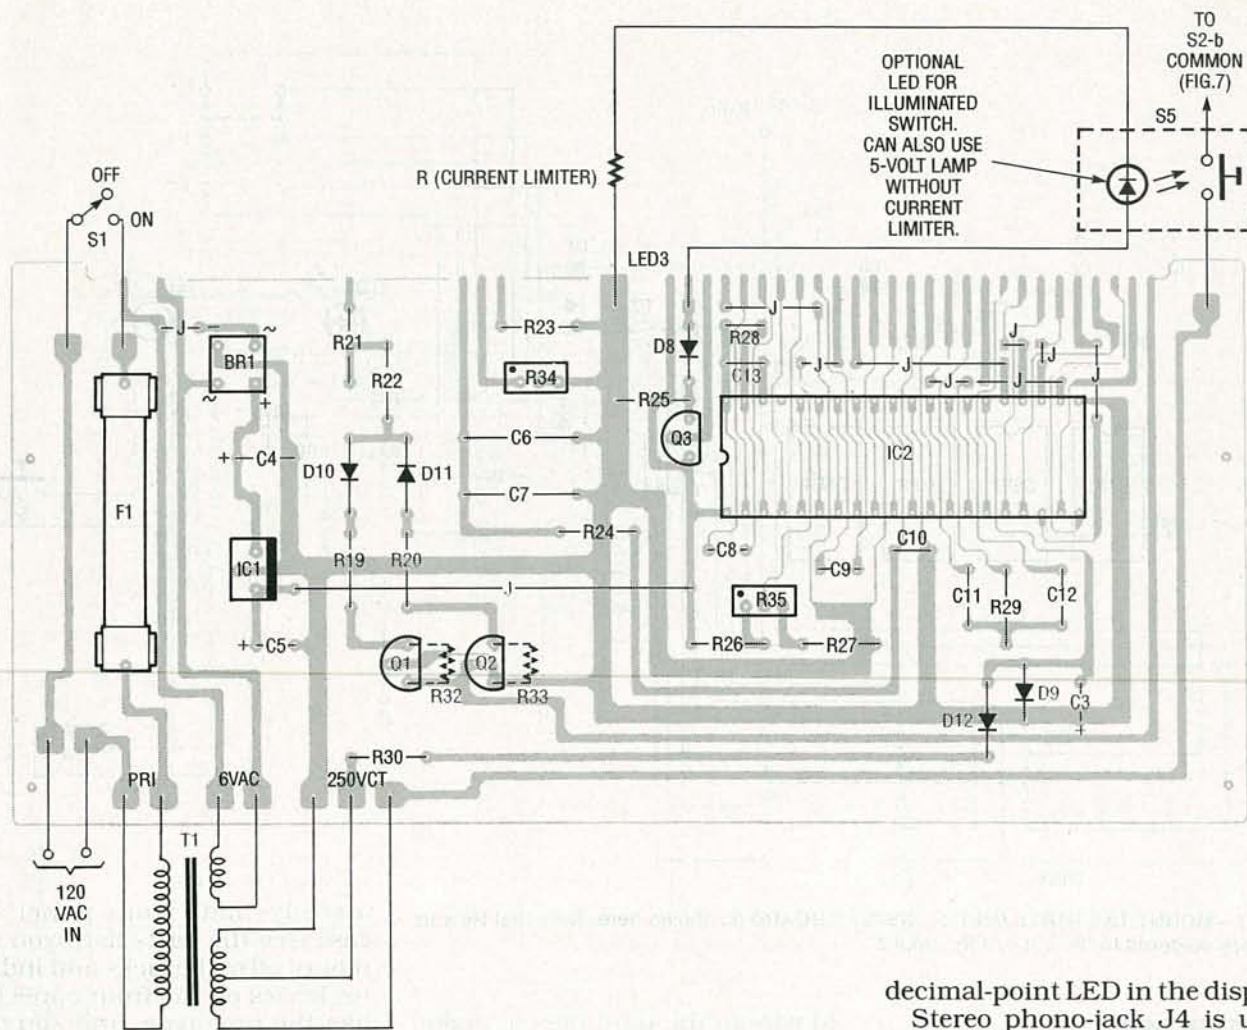 TO
S2-b
COMMON
(FIG.7)
OPTIONAL
LED FOR
ILLUMINATED
SWITCH.
CAN ALSO USE
5-VOLT LAMP
WITHOUT
CURRENT
LIMITER.
S5
R (CURRENT LIMITER)
OFF
ON
S1
LED3
J
~
BR1
~
+
R21
R22
R23
R34
D8
R28
J
C13
J
J
J
J
J
J
R25
Q3
IC2
F1
+ C4
D10
D11
C6
C7
R24
IC1
R19
R20
J
C8
C9
C10
C11
R29
C12
R35
+ C5
Q1
Q2
R32
R33
R26
R27
D12
D9
C3
+
R30
PRI
6VAC
250VCT
T1
120
VAC
IN
decimal-point LED in the
Stereo phono-jack J4 is